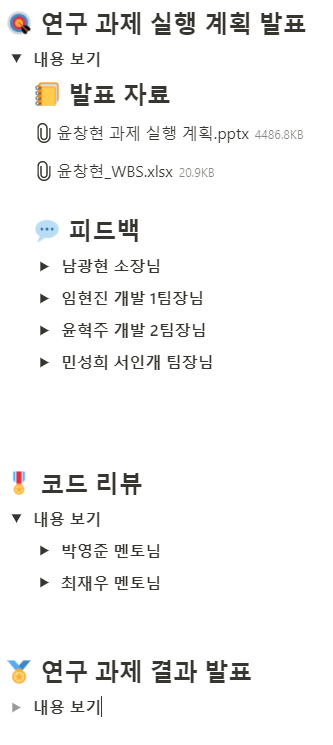 연구 과제 실행 계획 발표
내용 보기
발표 자료
윤창현 과제 실행 계획.pptx 4486.8KB
윤창현_WBS.xlsx 20.9KB
피드백
남광현 소장님
임현진 개발 1팀장님
윤혁주 개발 2팀장님
민성희 서인개 팀장님
코드 리뷰
내용 보기
박영준 멘토님
최재우 멘토님
연구 과제 결과 발표
내용 보기